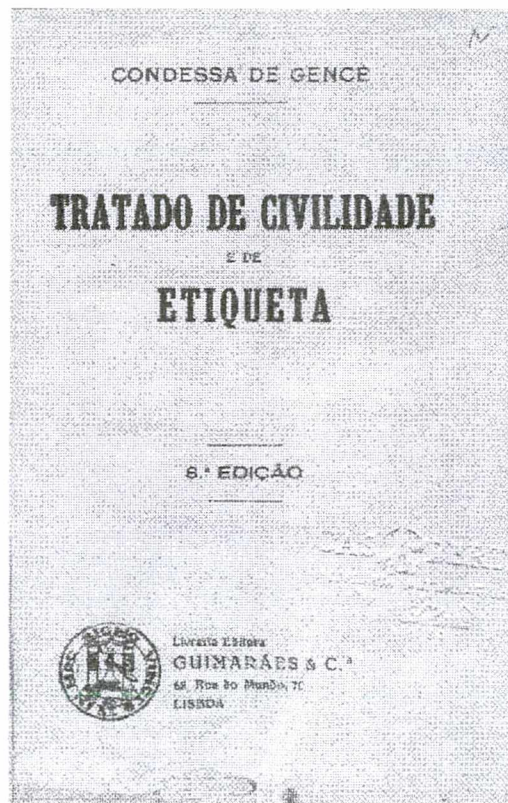 CONDESSA DE GENCÉ
TRATADO DE CIVILIDADE
E DE
ETIQUETA
8.ª EDIÇÃO
Livraria Editora
GUIMARÃES & C.ª
68, Rua do Mundo, 70
LISBOA